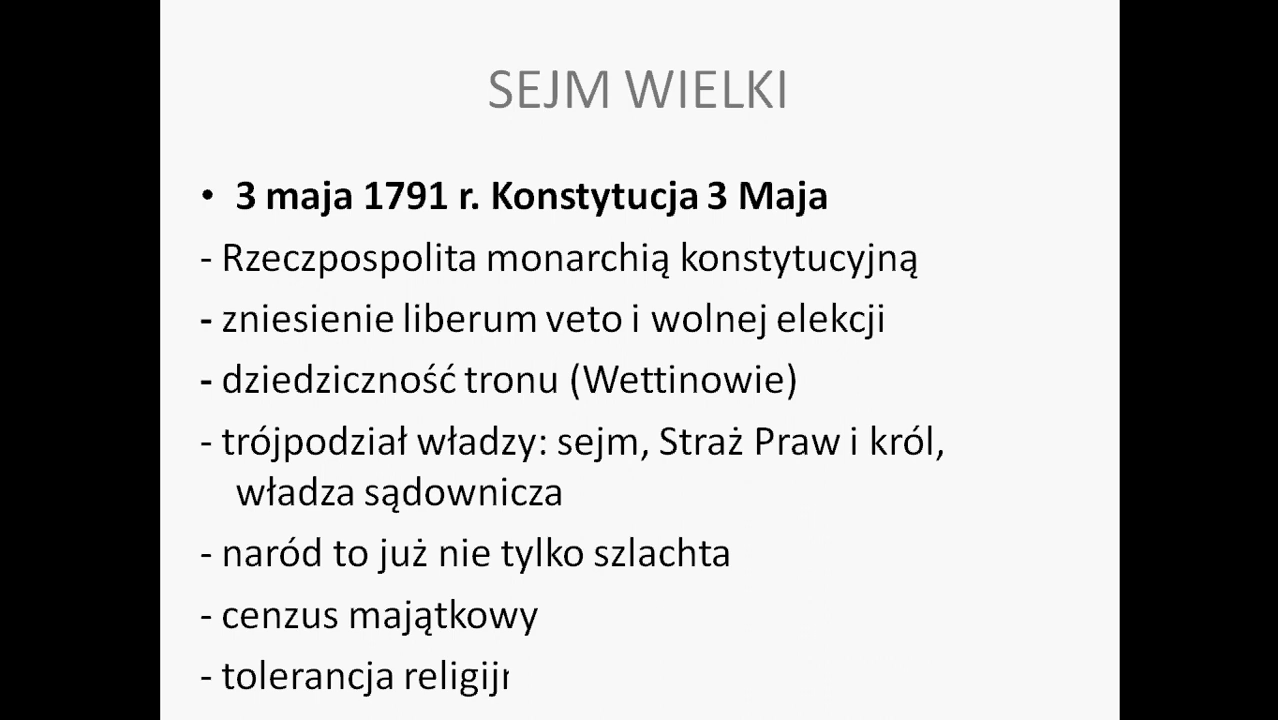 SEJM WIELKI
• 3 maja 1791 r. Konstytucja 3 Maja
- Rzeczpospolita monarchią konstytucyjną
- zniesienie liberum veto i wolnej elekcji
- dziedziczność tronu (Wettinowie)
- trójpodział władzy: sejm, Straż Praw i król,
władza sądownicza
- naród to już nie tylko szlachta
- cenzus majątkowy
- tolerancja